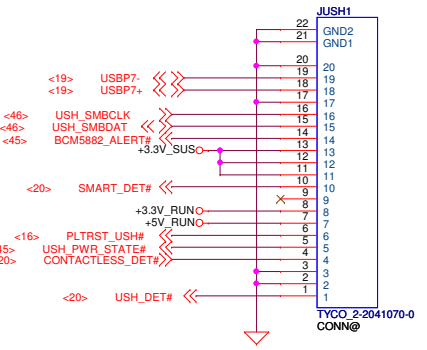 JUSH1
22 GND2
21 GND1
20 20
<19> USBP7- 19 19
<19> USBP7+ 18 18
17 17
<46> USH_SMBCLK 16 16
<46> USH_SMBDAT 15 15
<45> BCM5882_ALERT# 14 14
+3.3V_SUS 13 13
12 12
11 11
<20> SMART_DET# 10 10
9 9
+3.3V_RUN 8 8
+5V_RUN 7 7
<16> PLTRST_USH# 6 6
45> USH_PWR_STATE# 5 5
20> CONTACTLESS_DET# 4 4
3 3
2 2
<20> USH_DET# 1 1
TYCO_2-2041070-0
CONN@